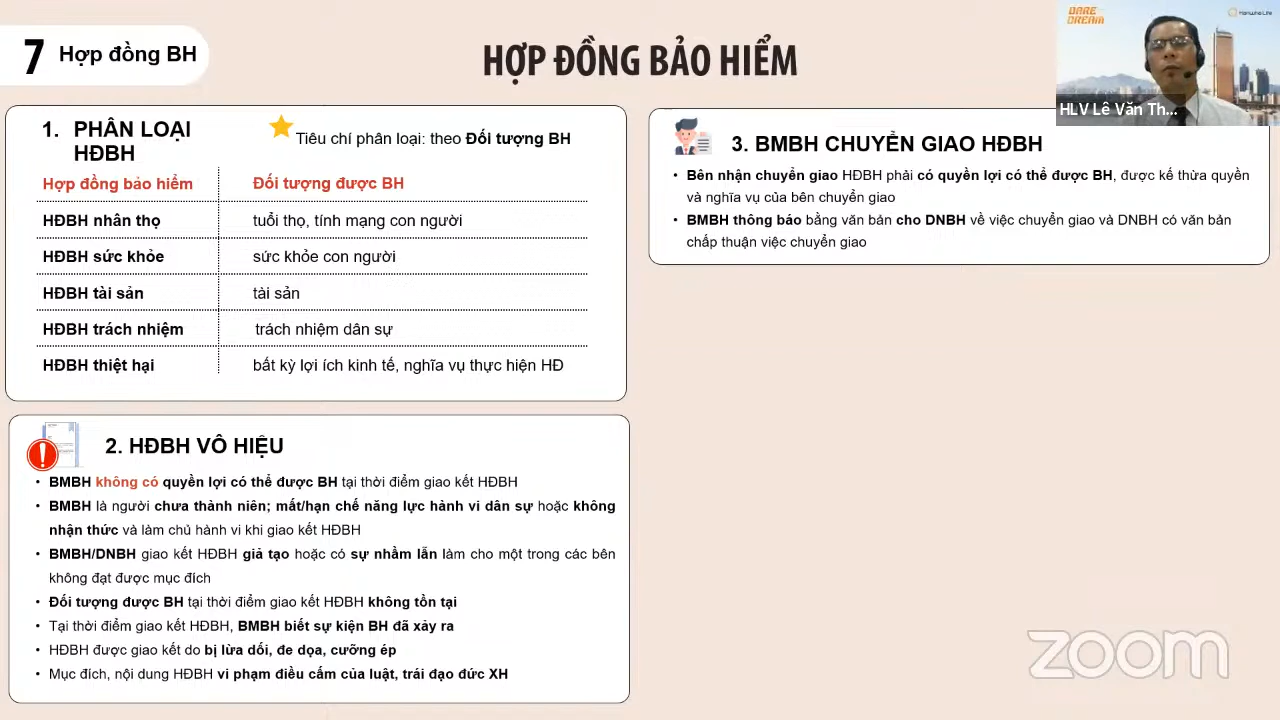 7 Hợp đồng BH
HỢP ĐỒNG BẢO HIỂM
DARE
DREAM
Hanwha Life
HLV Lê Văn Th...
1. PHÂN LOẠI
HĐBH
Tiêu chí phân loại: theo Đối tượng BH
Hợp đồng bảo hiểm Đối tượng được BH
HĐBH nhân thọ tuổi thọ, tính mạng con người
HĐBH sức khỏe sức khỏe con người
HĐBH tài sản tài sản
HĐBH trách nhiệm trách nhiệm dân sự
HĐBH thiệt hại bất kỳ lợi ích kinh tế, nghĩa vụ thực hiện HĐ
2. HĐBH VÔ HIỆU
• BMBH không có quyền lợi có thể được BH tại thời điểm giao kết HĐBH
• BMBH là người chưa thành niên; mất/hạn chế năng lực hành vi dân sự hoặc không
nhận thức và làm chủ hành vi khi giao kết HĐBH
• BMBH/DNBH giao kết HĐBH giả tạo hoặc có sự nhầm lẫn làm cho một trong các bên
không đạt được mục đích
• Đối tượng được BH tại thời điểm giao kết HĐBH không tồn tại
• Tại thời điểm giao kết HĐBH, BMBH biết sự kiện BH đã xảy ra
• HĐBH được giao kết do bị lừa dối, đe dọa, cưỡng ép
• Mục đích, nội dung HĐBH vi phạm điều cấm của luật, trái đạo đức XH
3. BMBH CHUYỂN GIAO HĐBH
• Bên nhận chuyển giao HĐBH phải có quyền lợi có thể được BH, được kế thừa quyền
và nghĩa vụ của bên chuyển giao
• BMBH thông báo bằng văn bản cho DNBH về việc chuyển giao và DNBH có văn bản
chấp thuận việc chuyển giao
zoom